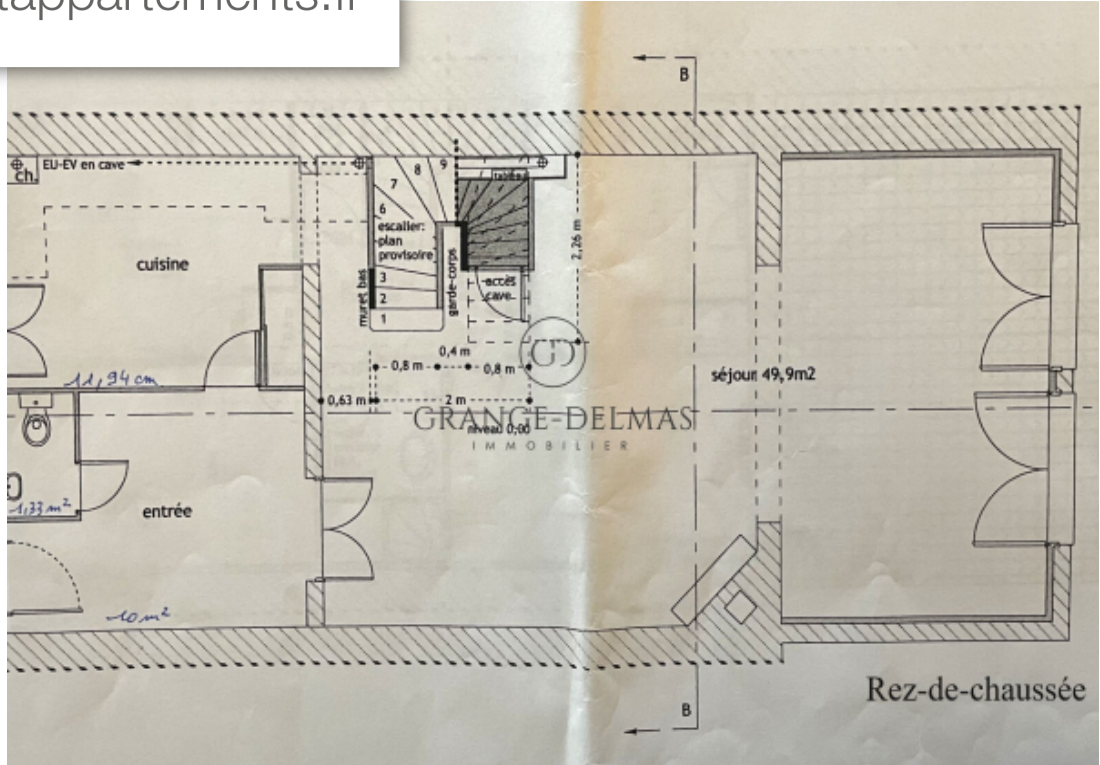 tappartements.fr
B
EU-EV en cave
ch.
cuisine
9
8
7
6
escalier:
plan
provisoire
3
2
1
muret bas
garde-corps
tableau
accès
cave
2,26 m
0,4 m
0,8 m
0,8 m
0,63 m
2 m
niveau 0,00
séjour 49,9m2
GD
GRANGE-DELMAS
IMMOBILIER
11,94 cm
1,33 m²
entrée
10 m²
B
Rez-de-chaussée